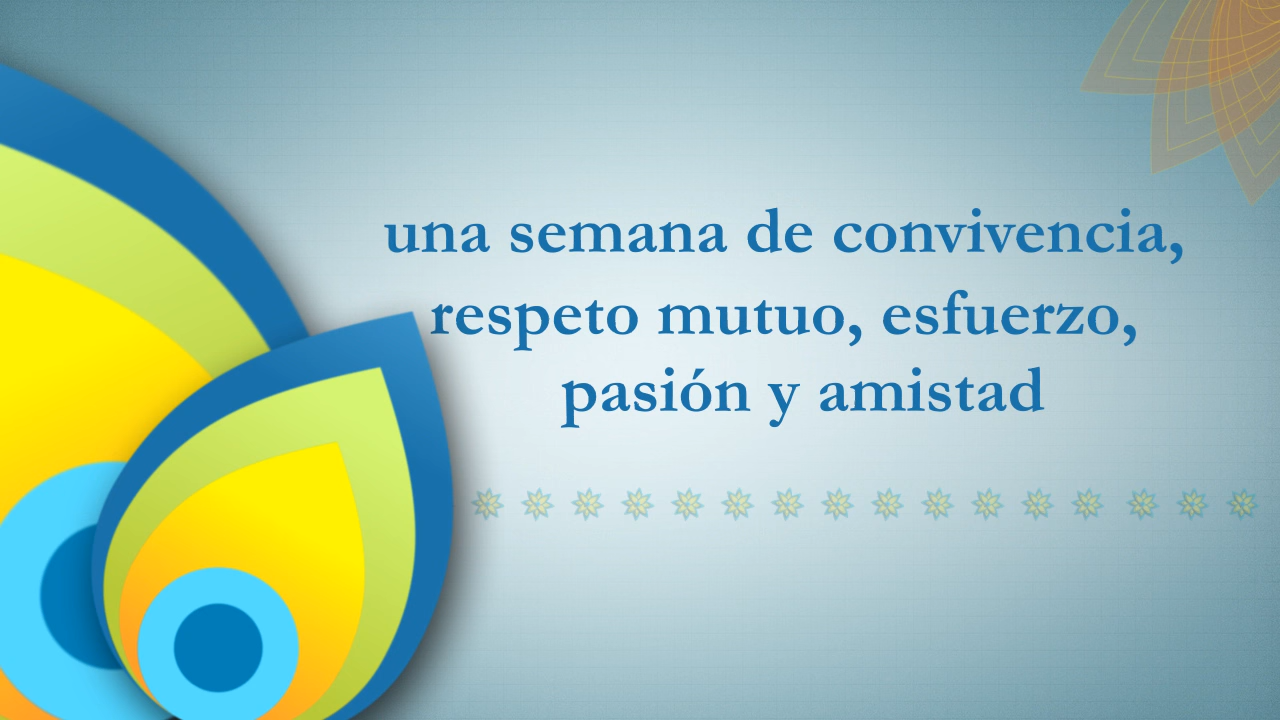 una semana de convivencia,
respeto mutuo, esfuerzo,
pasión y amistad